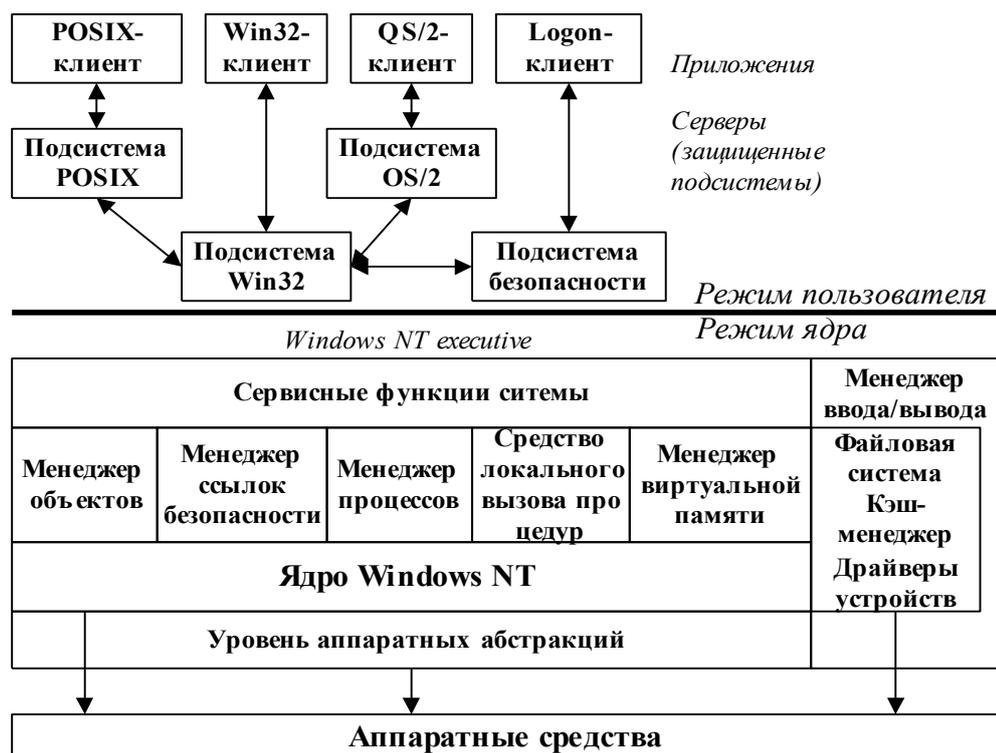 POSIX-
клиент
Win32-
клиент
QS/2-
клиент
Logon-
клиент
Приложения
Подсистема
POSIX
Подсистема
OS/2
Серверы
(защищенные
подсистемы)
Подсистема
Win32
Подсистема
безопасности
Режим пользователя
Режим ядра
Windows NT executive
Сервисные функции ситемы
Менеджер
ввода/вывода
Менеджер
объектов
Менеджер
ссылок
безопасности
Менеджер
процессов
Средство
локального
вызова про
цедур
Менеджер
виртуальной
памяти
Файловая
система
Кэш-
менеджер
Драйверы
устройств
Ядро Windows NT
Уровень аппаратных абстракций
Аппаратные средства